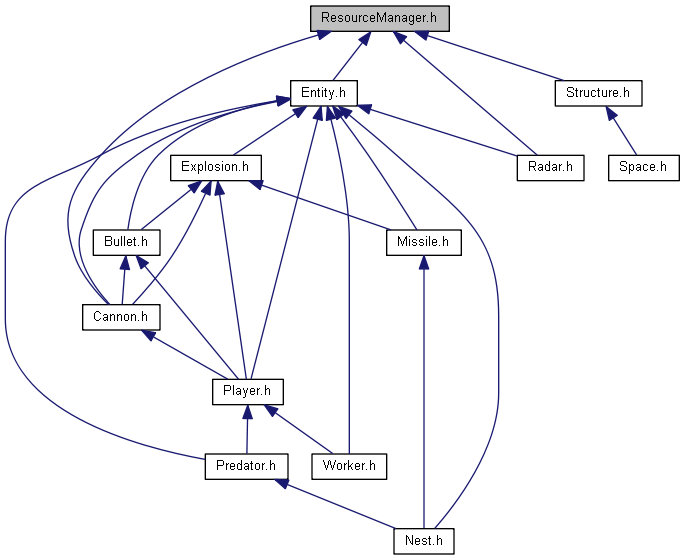 ResourceManager.h
Entity.h
Structure.h
Explosion.h
Radar.h
Space.h
Bullet.h
Missile.h
Cannon.h
Player.h
Predator.h
Worker.h
Nest.h